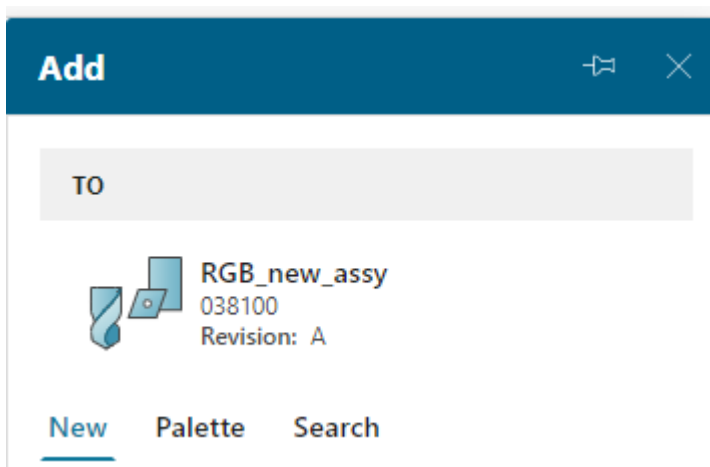 Add
TO
RGB_new_assy
038100
Revision: A
New Palette Search